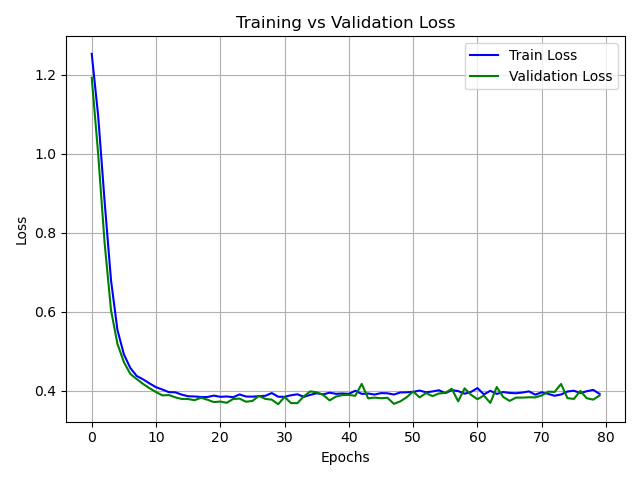 Training vs Validation Loss
Train Loss
Validation Loss
1.2
1.0
0.8
0.6
0.4
Loss
0 10 20 30 40 50 60 70 80
Epochs